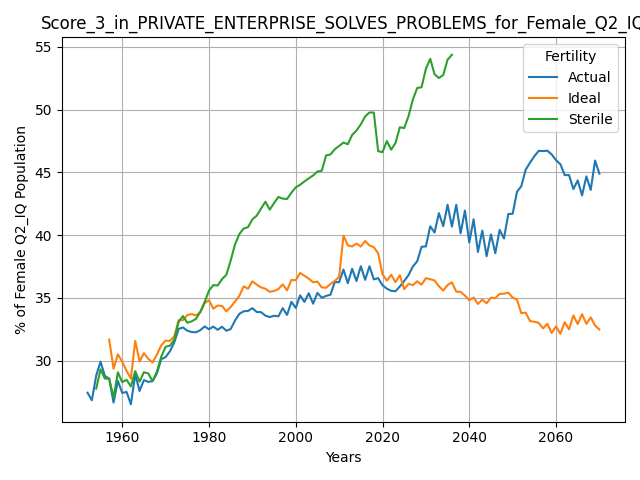 Score_3_in_PRIVATE_ENTERPRISE_SOLVES_PROBLEMS_for_Female_Q2_IQ
55
50
45
40
35
30
% of Female Q2_IQ Population
Fertility
Actual
Ideal
Sterile
1960 1980 2000 2020 2040 2060
Years